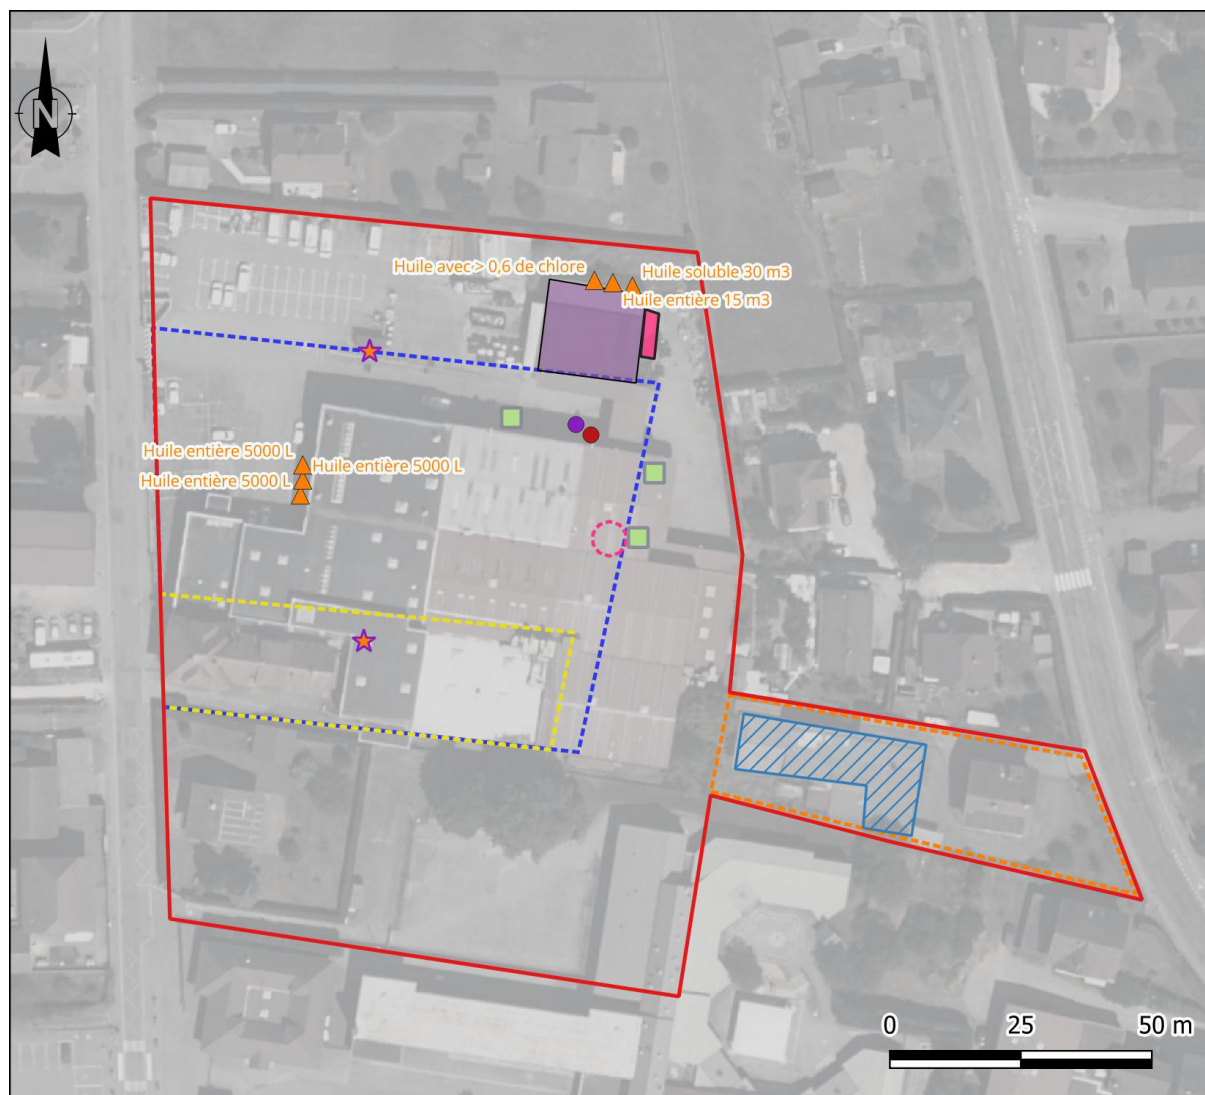 N
Huile avec > 0,6 de chlore
Huile soluble 30 m3
Huile entière 15 m3
Huile entière 5000 L
Huile entière 5000 L
Huile entière 5000 L
0 25 50 m